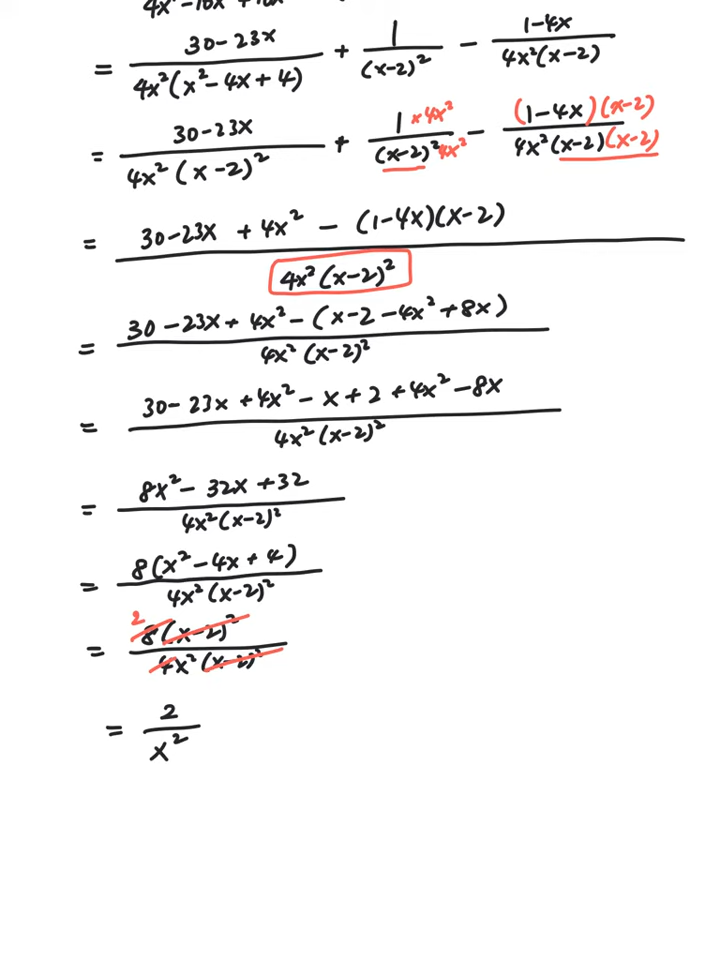 4x²-16x³+16x²
= (30-23x)/(4x²(x²-4x+4)) + 1/(x-2)² - (1-4x)/(4x²(x-2))
= (30-23x)/(4x²(x-2)²) + (1 ×4x²)/((x-2)² 4x²) - ((1-4x)(x-2))/(4x²(x-2)(x-2))
= (30-23x+4x²-(1-4x)(x-2))/(4x²(x-2)²)
= (30-23x+4x²-(x-2-4x²+8x))/(4x²(x-2)²)
= (30-23x+4x²-x+2+4x²-8x)/(4x²(x-2)²)
= (8x²-32x+32)/(4x²(x-2)²)
= (8(x²-4x+4))/(4x²(x-2)²)
2
= (8(x-2)²)/(4x²(x-2)²)
= 2/x²